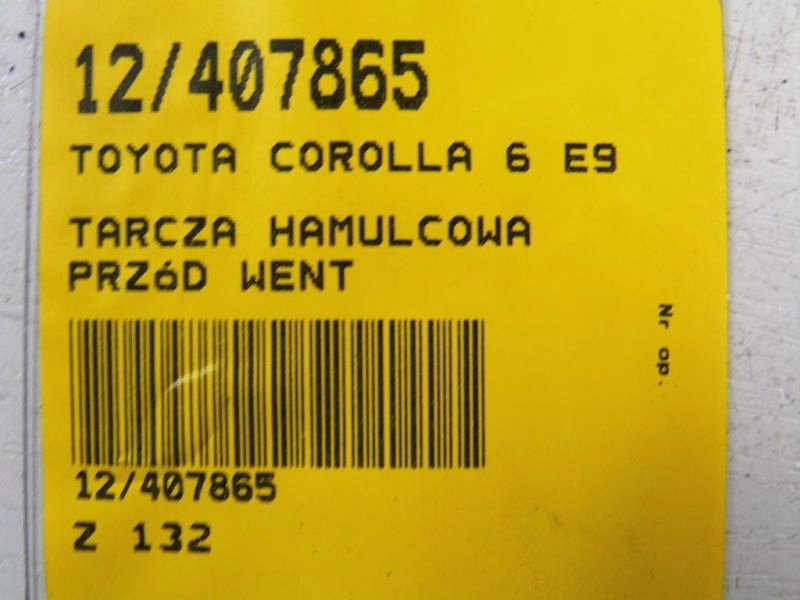 12/407865
TOYOTA COROLLA 6 E9
TARCZA HAMULCOWA
PRZóD WENT
12/407865
Z 132
Nr op.